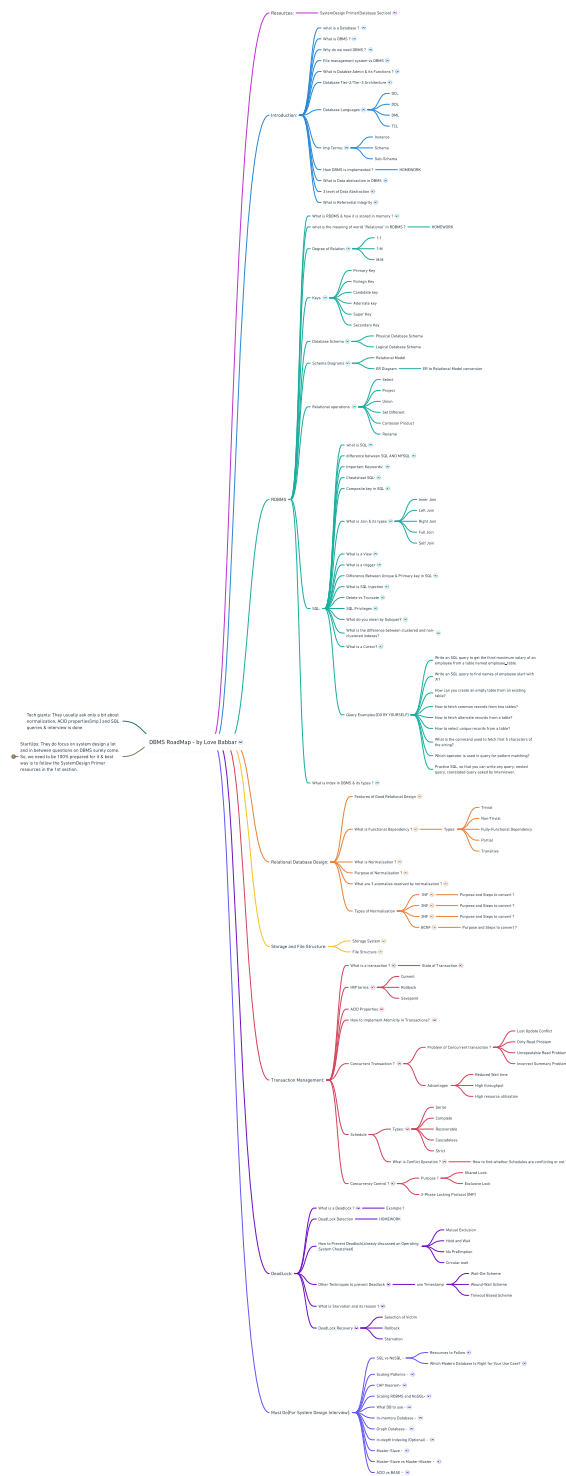 Resources:
SystemDesign Primer(Database Section)
Introduction:
what is a Database ?
What is DBMS ?
Why do we need DBMS ?
File management system vs DBMS
What is Databse Admin & its Functions ?
Database Tier-2/Tier-3 Architecture
Database Languages
DCL
DDL
DML
TCL
Imp Terms:
Instance
Schema
Sub-Schema
How DBMS is implemented ?
HOMEWORK
What is Data abstraction in DBMS
3 level of Data Abstraction
What is Referential Integrity
RDBMS
What is RDBMS & how it is stored in memory ?
what is the meaning of world "Relational" in RDBMS ?
HOMEWORK
Degree of Relation
1:1
1:M
M:M
Keys
Primary Key
Foriegn Key
Candidate key
Alternate key
Super Key
Secondary Key
Database Schema
Physical Database Schema
Logical Database Schema
Schema Diagrams
Relational Model
ER Diagram
ER to Relational Model conversion
Relational operations
Select
Project
Union
Set Different
Cartesian Product
Rename
SQL:
what is SQL
difference between SQL AND MYSQL
Important Keywords:
Cheatsheet SQL:
Composite key in SQL
What is Join & its types
Inner Join
Left Join
Right Join
Full Join
Self Join
What is a View
What is a trigger
Difference Between Unique & Primary key in SQL
What is SQL Injection
Delete vs Truncate
SQL Privileges
What do you mean by Subquery?
What is the difference between clustered and non-
clustered indexes?
What is a Cursor?
Query Examples:[DO BY YOURSELF]
Write an SQL query to get the third maximum salary of an
employee from a table named employee_table.
Write an SQL query to find names of employee start with
'A'?
How can you create an empty table from an existing
table?
How to fetch common records from two tables?
How to fetch alternate records from a table?
How to select unique records from a table?
What is the command used to fetch first 5 characters of
the string?
Which operator is used in query for pattern matching?
Practise SQL, so that you can write any query, nested
query, correlated query asked by interviewer.
What is Index in DBMS & its types ?
Tech giants: They usually ask only a bit about
normalization, ACID properties(imp.) and SQL
queries & interview is done
StartUps: They do focus on system design a lot
and in between questions on DBMS surely come.
So, we need to be 100% prepared for it & best
way is to follow the SystemDesign Primer
resources in the 1st section.
DBMS RoadMap - by Love Babbar
Relational Database Design:
Features of Good Relational Design
What is Functional Dependency ?
Types
Trivial
Non-Trivial
Fully-Functional Dependency
Partial
Transitive
What is Normalisation ?
Purpose of Normalisation ?
What are 3 anomalies resolved by normalisation ?
Types of Normalisation
1NF
Purpose and Steps to convert ?
2NF
Purpose and Steps to convert ?
3NF
Purpose and Steps to convert ?
BCNF
Purpose and Steps to convert ?
Storage and File Structure
Storage System
File Structure
Transaction Management:
What is a transaction ?
State of Transaction
IMP terms
Commit
Rollback
Savepoint
ACID Properties
How to implement Atomicity in Transactions?
Concurrent Transaction ?
Problem of Concurrent transaction ?
Lost Update Conflict
Dirty Read Problem
Unrepeatable Read Problem
Incorrect Summary Problem
Advantages:
Reduced Wait time
High throughput
High resource utilisation
Schedule
Types:
Serial
Complete
Recoverable
Cascadeless
Strict
What is Conflict Operation ?
How to find whether Schedules are conflicting or not
Concurrency Control ?
Purpose ?
Shared Lock:
Exclusive Lock
2-Phase Locking Protocol (IMP)
DeadLock:
What is a Deadlock ?
Example ?
DeadLock Detection
HOMEWORK
How to Prevent Deadlock(already discussed on Operating
System Cheatsheet)
Mutual Exclusion
Hold and Wait
No PreEmption
Circular wait
Other Techniques to prevent Deadlock
use Timestamp
Wait-Die Scheme
Wound-Wait Scheme
Timeout Based Scheme
What is Starvation and its reason ?
DeadLock Recovery
Selection of Victim
Rollback
Starvation
Must Do[For System Design Interview]:
SQL vs NoSQL -
Resources to Follow
Which Modern Database Is Right for Your Use Case?
Scaling Patterns -
CAP theorem-
Scaling RDBMS and NoSQL-
What DB to use -
In-memory Database -
Graph Database -
In-depth Indexing (Optional) -
Master-Slave -
Master-Slave vs Master-Master -
ACID vs BASE -